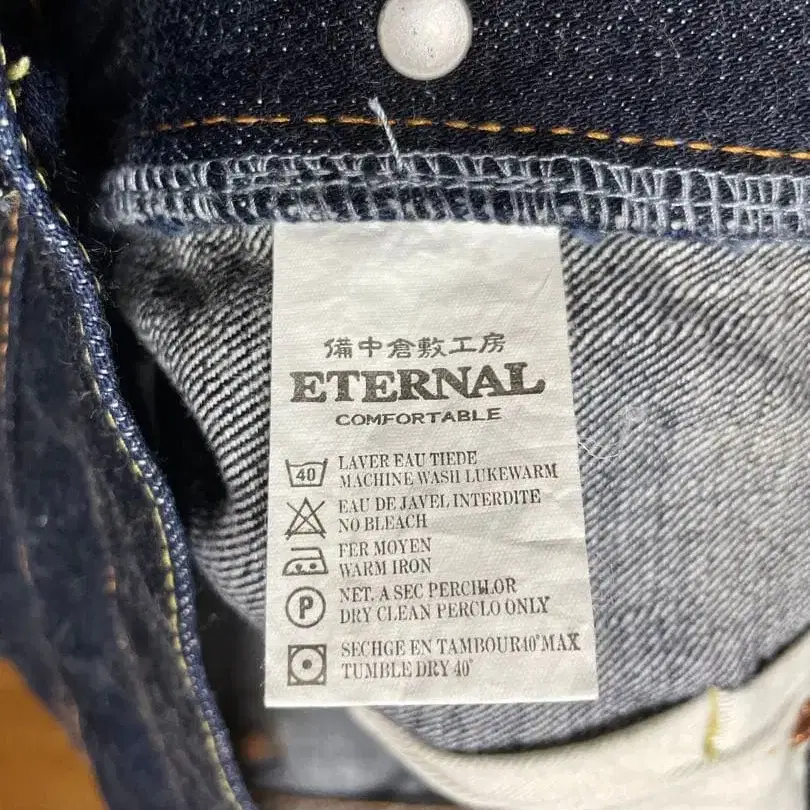 備中倉敷工房
ETERNAL
COMFORTABLE
40
LAVER EAU TIEDE
MACHINE WASH LUKEWARM
EAU DE JAVEL INTERDITE
NO BLEACH
FER MOYEN
WARM IRON
P
NET. A SEC PERCHLOR
DRY CLEAN PERCLO ONLY
SECHGE EN TAMBOUR40°MAX
TUMBLE DRY 40°